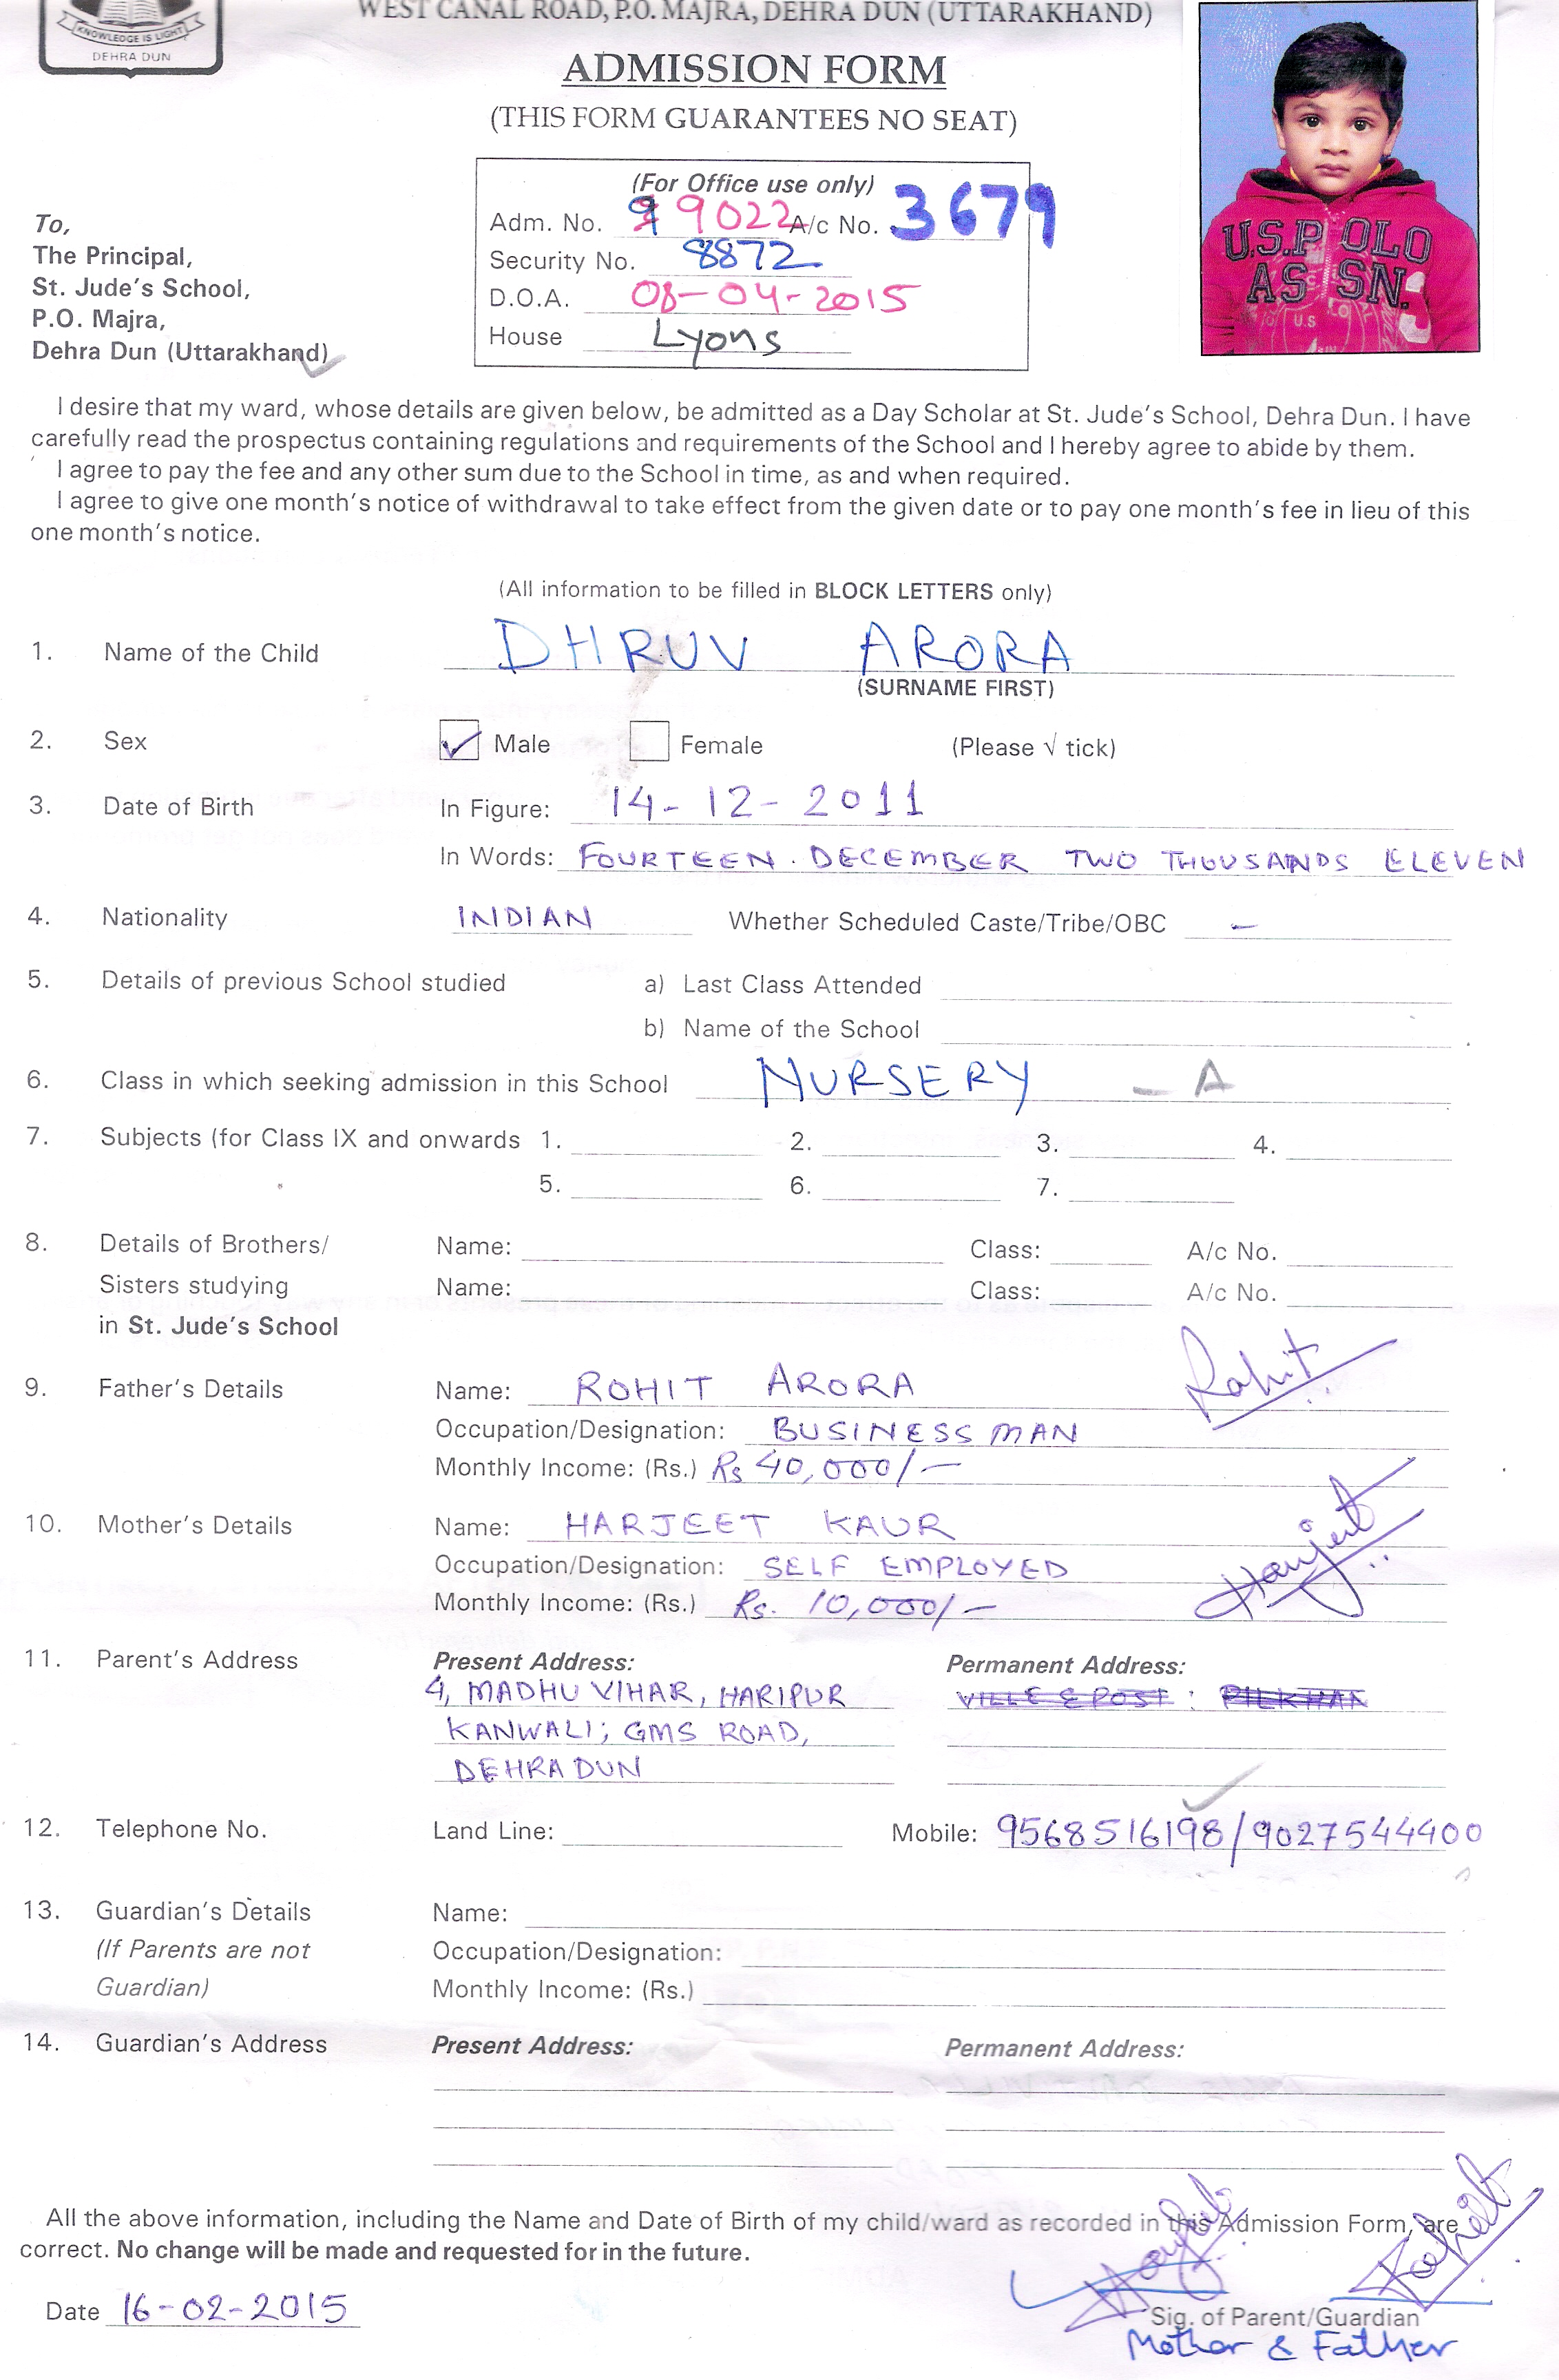 WEST CANAL ROAD, P.O. MAJRA, DEHRA DUN (UTTARAKHAND)
KNOWLEDGE IS LIGHT
DEHRA DUN
ADMISSION FORM
(THIS FORM GUARANTEES NO SEAT)
U.S.POLO
ASSN.
U.S
(For Office use only)
Adm. No. 9 9022 A/c No. 3679
Security No. 8872
D.O.A. 08-04-2015
House Lyons
To,
The Principal,
St. Jude's School,
P.O. Majra,
Dehra Dun (Uttarakhand)
I desire that my ward, whose details are given below, be admitted as a Day Scholar at St. Jude's School, Dehra Dun. I have
carefully read the prospectus containing regulations and requirements of the School and I hereby agree to abide by them.
I agree to pay the fee and any other sum due to the School in time, as and when required.
I agree to give one month's notice of withdrawal to take effect from the given date or to pay one month's fee in lieu of this
one month's notice.
(All information to be filled in BLOCK LETTERS only)
1. Name of the Child DHRUV ARORA
(SURNAME FIRST)
2. Sex ✓ Male Female (Please √ tick)
3. Date of Birth In Figure: 14-12-2011
In Words: FOURTEEN. DECEMBER TWO THOUSANDS ELEVEN
4. Nationality INDIAN Whether Scheduled Caste/Tribe/OBC -
5. Details of previous School studied a) Last Class Attended
b) Name of the School
6. Class in which seeking admission in this School NURSERY - A
7. Subjects (for Class IX and onwards 1. 2. 3. 4.
5. 6. 7.
8. Details of Brothers/ Name: Class: A/c No.
Sisters studying Name: Class: A/c No.
in St. Jude's School
9. Father's Details Name: ROHIT ARORA Rohit
Occupation/Designation: BUSINESS MAN
Monthly Income: (Rs.) Rs 40,000/-
10. Mother's Details Name: HARJEET KAUR Harjeet
Occupation/Designation: SELF EMPLOYED
Monthly Income: (Rs.) Rs. 10,000/-
11. Parent's Address Present Address: Permanent Address:
4, MADHU VIHAR, HARIPUR VILLE & POST : PILKHAN
KANWALI; GMS ROAD,
DEHRADUN
12. Telephone No. Land Line: Mobile: 9568516198/9027544400
13. Guardian's Details Name:
(If Parents are not Occupation/Designation:
Guardian) Monthly Income: (Rs.)
14. Guardian's Address Present Address: Permanent Address:
All the above information, including the Name and Date of Birth of my child/ward as recorded in this Admission Form, are
correct. No change will be made and requested for in the future.
Date 16-02-2015
Sig. of Parent/Guardian
Mother & Father